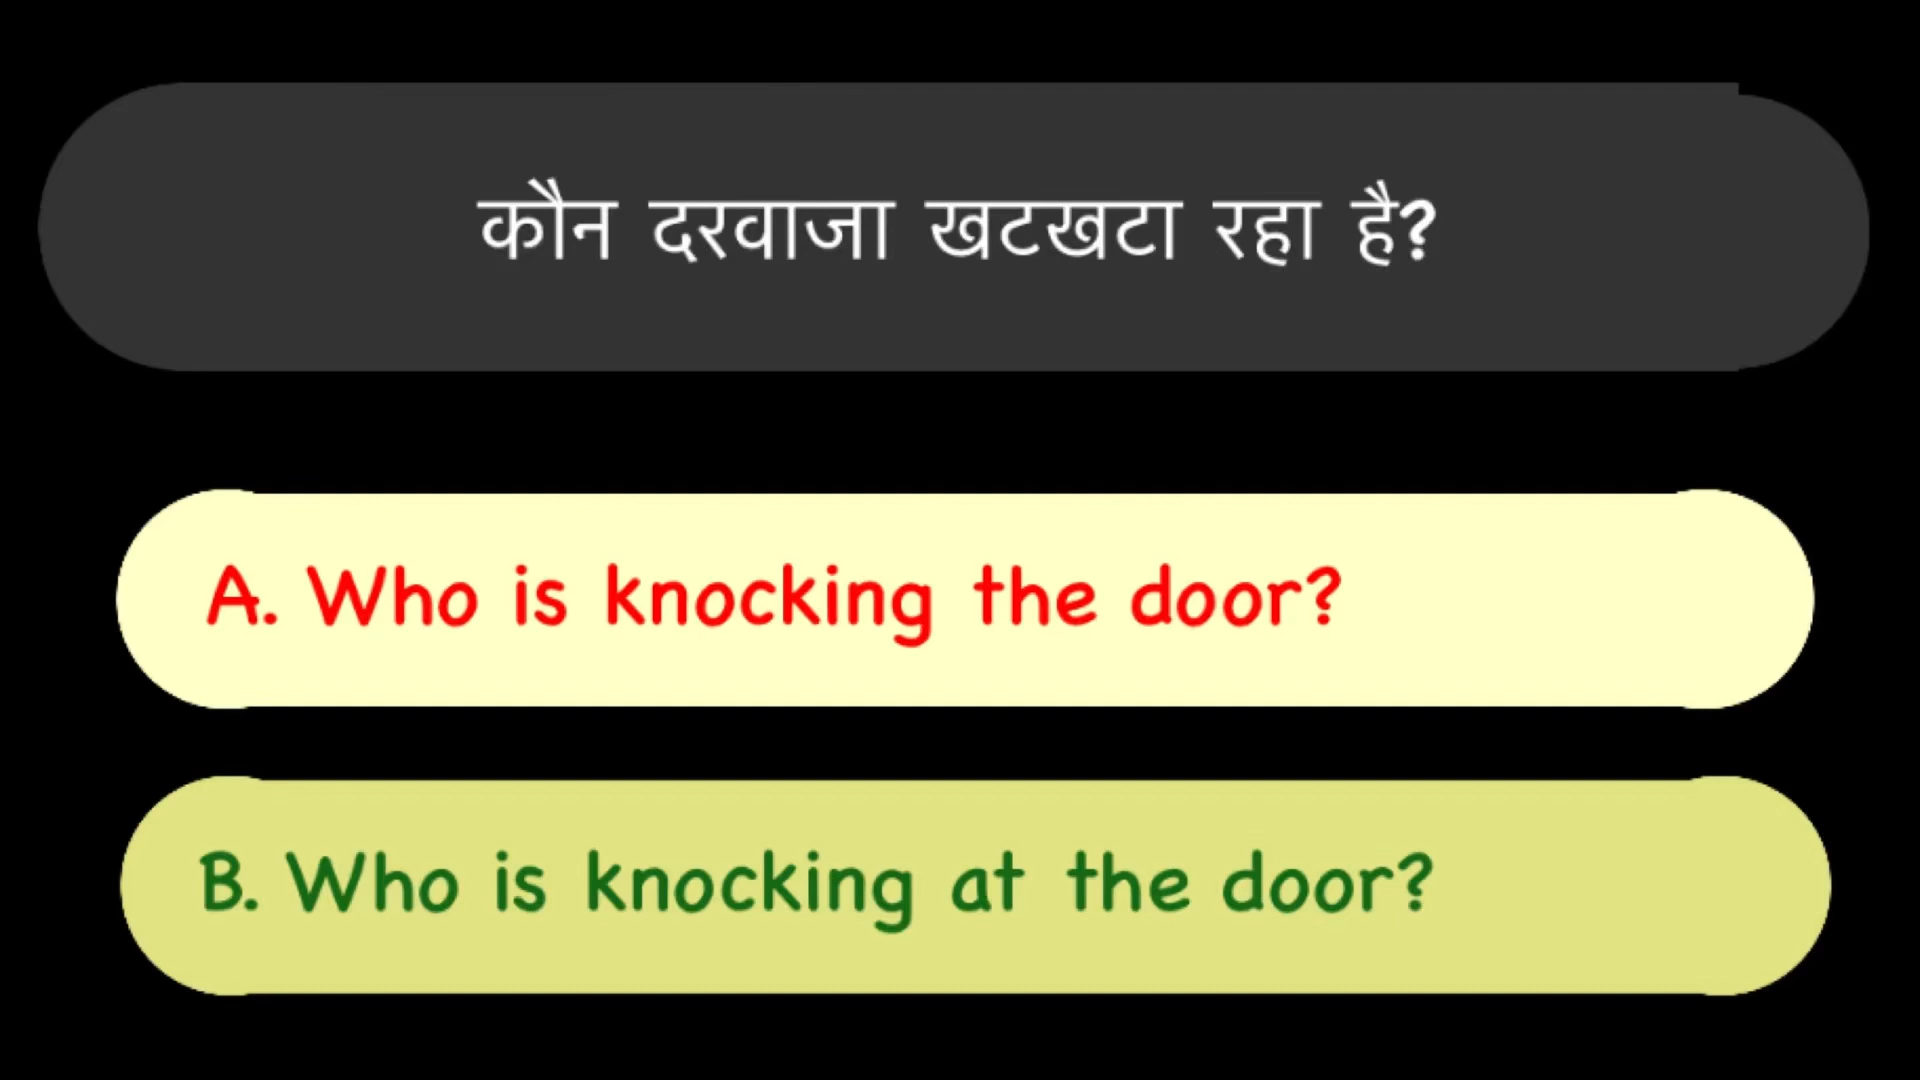 कौन दरवाजा खटखटा रहा है?
A. Who is knocking the door?
B. Who is knocking at the door?